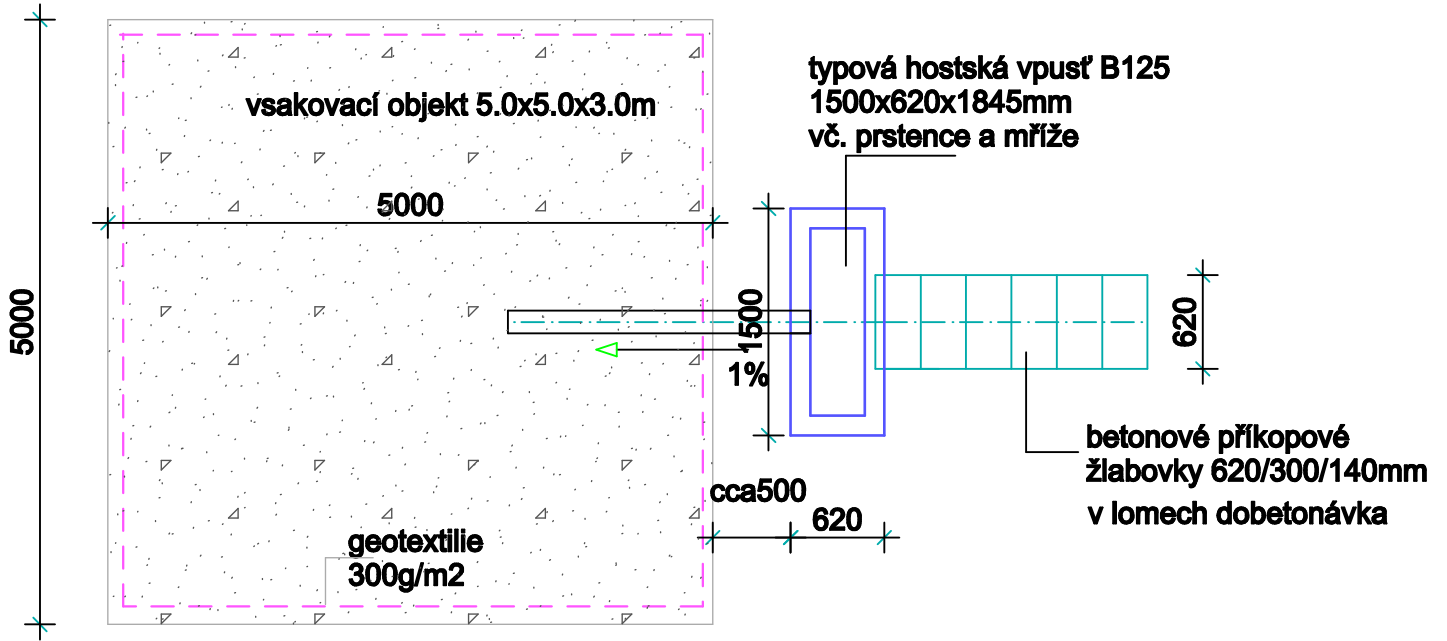 typová hostská vpusť B125
1500x620x1845mm
vč. prstence a mříže
vsakovací objekt 5.0x5.0x3.0m
5000
5000
1500
1%
620
betonové příkopové
žlabovky 620/300/140mm
v lomech dobetonávka
cca500
620
geotextilie
300g/m2